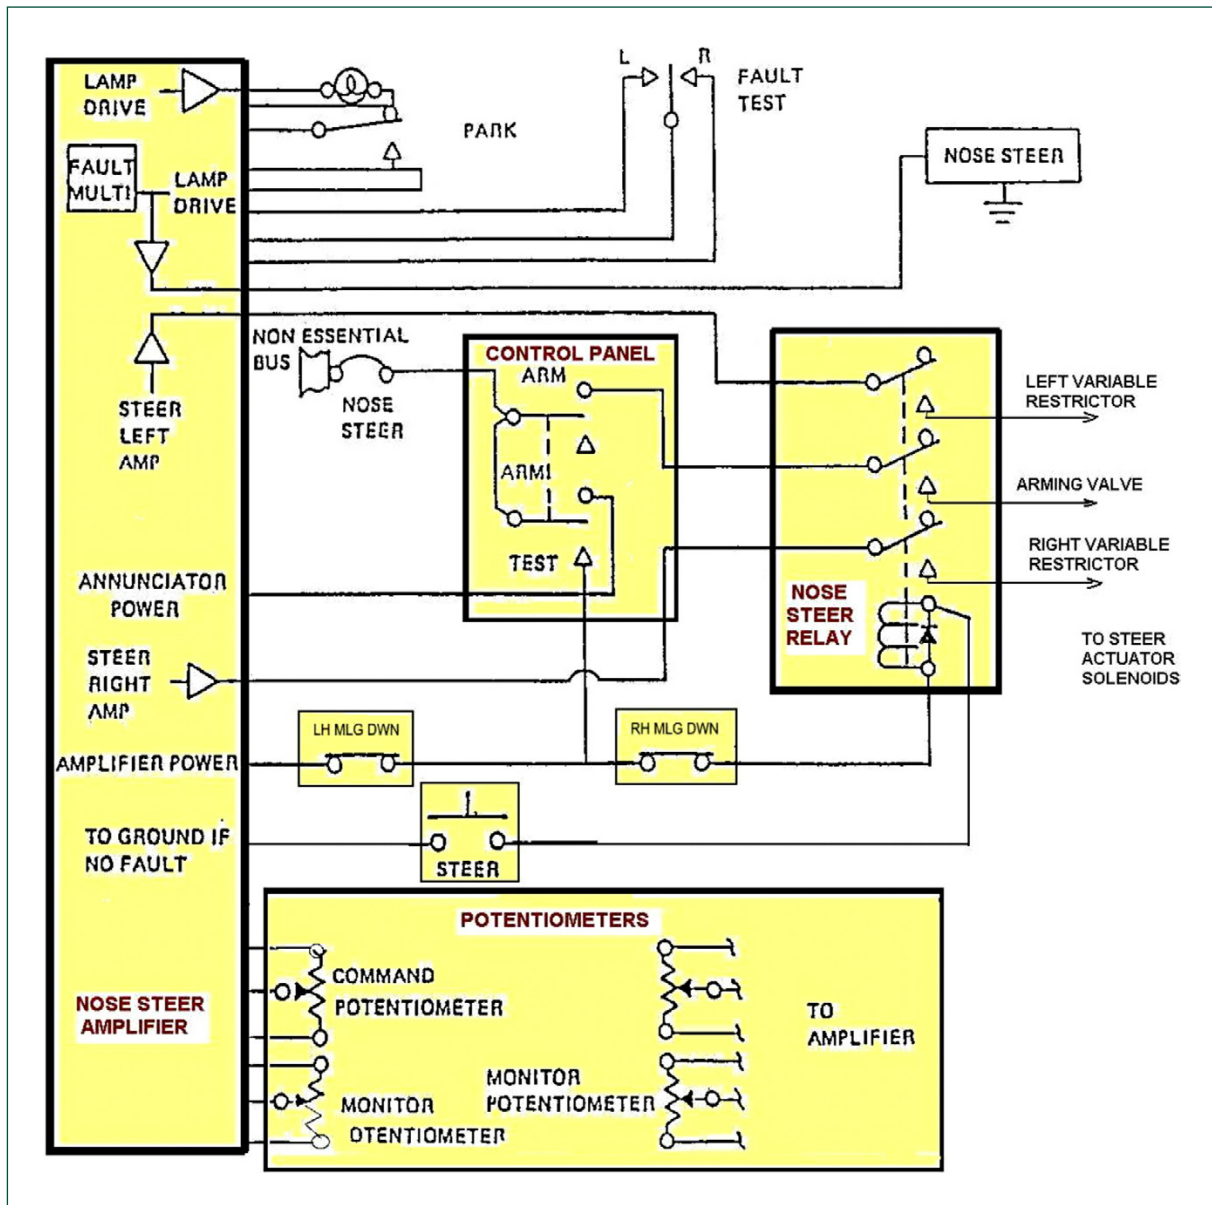 L R
LAMP
DRIVE
FAULT
TEST
PARK
FAULT
MULTI
LAMP
DRIVE
NOSE STEER
NON ESSENTIAL
BUS
NOSE
STEER
CONTROL PANEL
ARM
ARM
TEST
STEER
LEFT
AMP
LEFT VARIABLE
RESTRICTOR
ARMING VALVE
RIGHT VARIABLE
RESTRICTOR
NOSE
STEER
RELAY
TO STEER
ACTUATOR
SOLENOIDS
ANNUNCIATOR
POWER
STEER
RIGHT
AMP
LH MLG DWN
RH MLG DWN
AMPLIFIER POWER
TO GROUND IF
NO FAULT
STEER
POTENTIOMETERS
COMMAND
POTENTIOMETER
NOSE STEER
AMPLIFIER
TO
AMPLIFIER
MONITOR
POTENTIOMETER
MONITOR
OTENTIOMETER